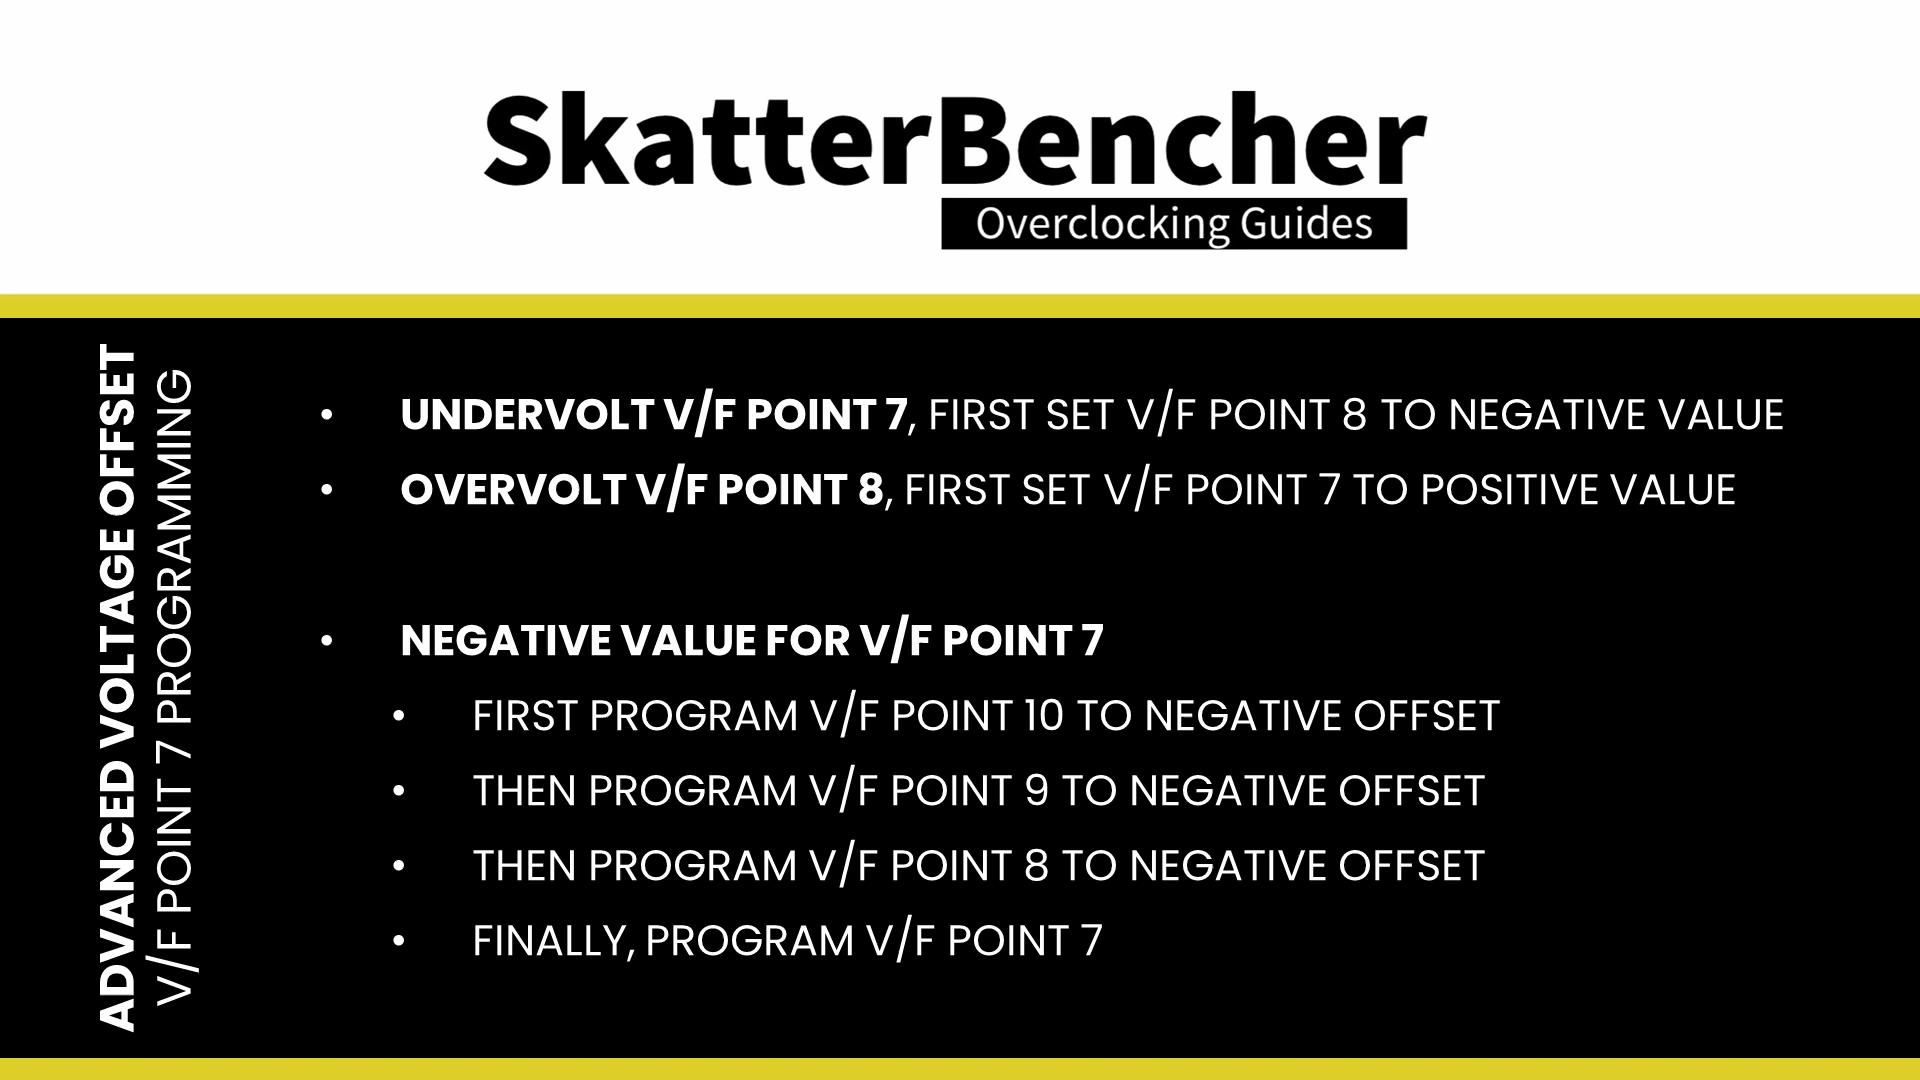 SkatterBencher
Overclocking Guides
ADVANCED VOLTAGE OFFSET
V/F POINT 7 PROGRAMMING
• UNDERVOLT V/F POINT 7, FIRST SET V/F POINT 8 TO NEGATIVE VALUE
• OVERVOLT V/F POINT 8, FIRST SET V/F POINT 7 TO POSITIVE VALUE
• NEGATIVE VALUE FOR V/F POINT 7
• FIRST PROGRAM V/F POINT 10 TO NEGATIVE OFFSET
• THEN PROGRAM V/F POINT 9 TO NEGATIVE OFFSET
• THEN PROGRAM V/F POINT 8 TO NEGATIVE OFFSET
• FINALLY, PROGRAM V/F POINT 7